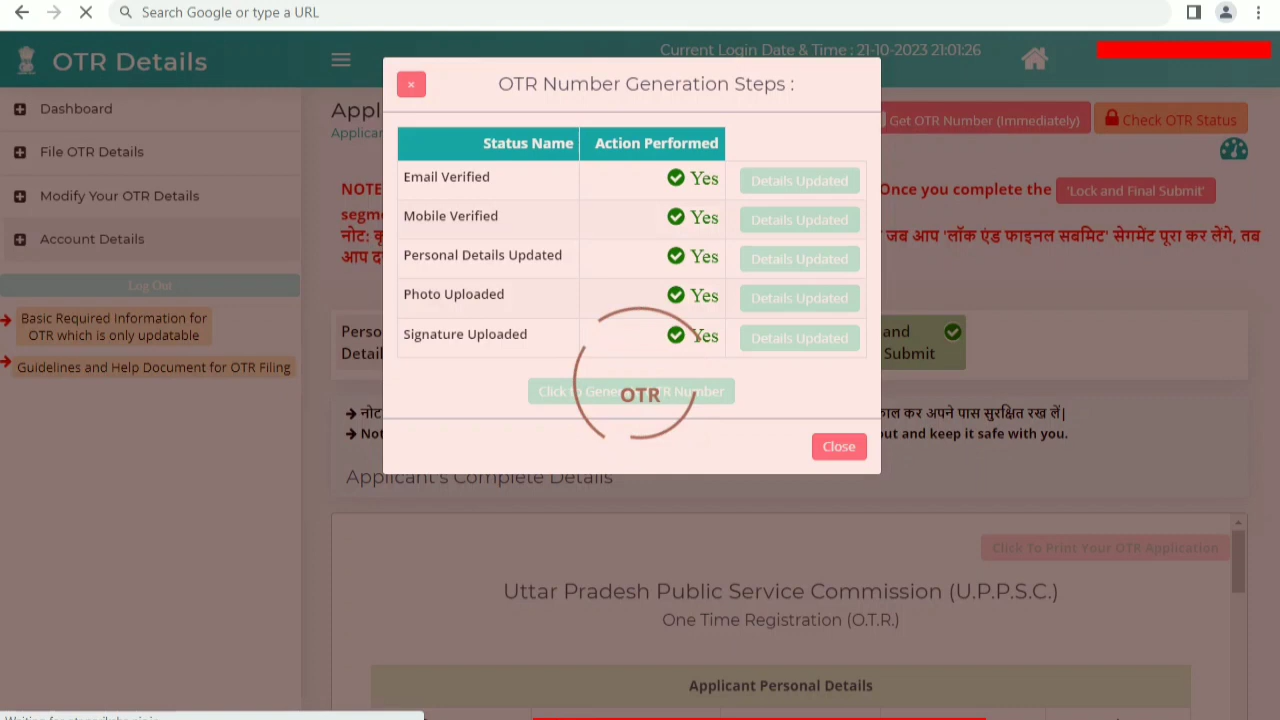 Search Google or type a URL
OTR Details
Current Login Date & Time : 21-10-2023 21:01:26
Dashboard
File OTR Details
Modify Your OTR Details
Account Details
Log Out
Basic Required Information for
OTR which is only updatable
Guidelines and Help Document for OTR Filing
Get OTR Number (Immediately)
Check OTR Status
Once you complete the 'Lock and Final Submit'
जब आप 'लॉक एंड फाइनल सबमिट' सेगमेंट पूरा कर लेंगे, तब
आप
OTR Number Generation Steps :
×
Status Name Action Performed
Email Verified Yes Details Updated
Mobile Verified Yes Details Updated
Personal Details Updated Yes Details Updated
Photo Uploaded Yes Details Updated
Signature Uploaded Yes Details Updated
Click to Generate OTR Number
OTR
Close
NOTE
नोट:
Details
and
Submit
नोट
कर अपने पास सुरक्षित रख लें|
out and keep it safe with you.
Applicant's Complete Details
Click To Print Your OTR Application
Uttar Pradesh Public Service Commission (U.P.P.S.C.)
One Time Registration (O.T.R.)
Applicant Personal Details